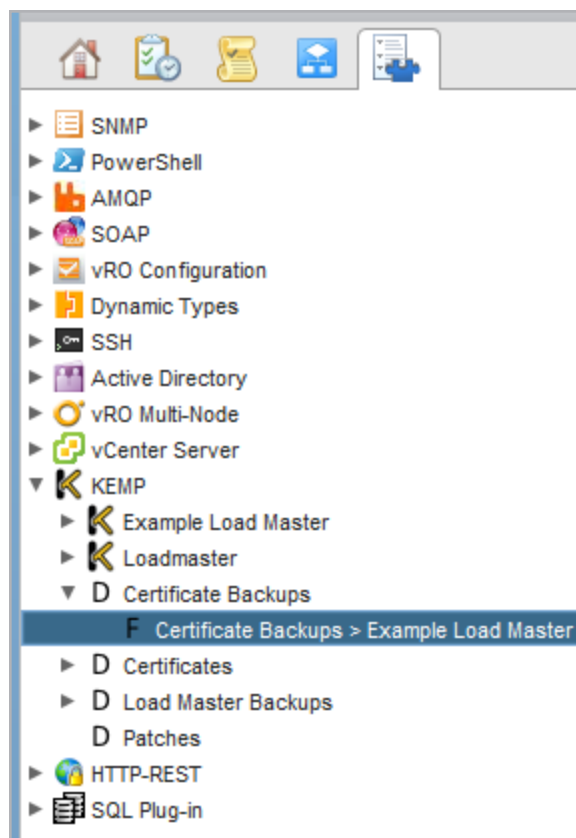 SNMP
PowerShell
AMQP
SOAP
vRO Configuration
Dynamic Types
SSH
Active Directory
vRO Multi-Node
vCenter Server
KEMP
Example Load Master
Loadmaster
D Certificate Backups
F Certificate Backups > Example Load Master
D Certificates
D Load Master Backups
D Patches
HTTP-REST
SQL Plug-in